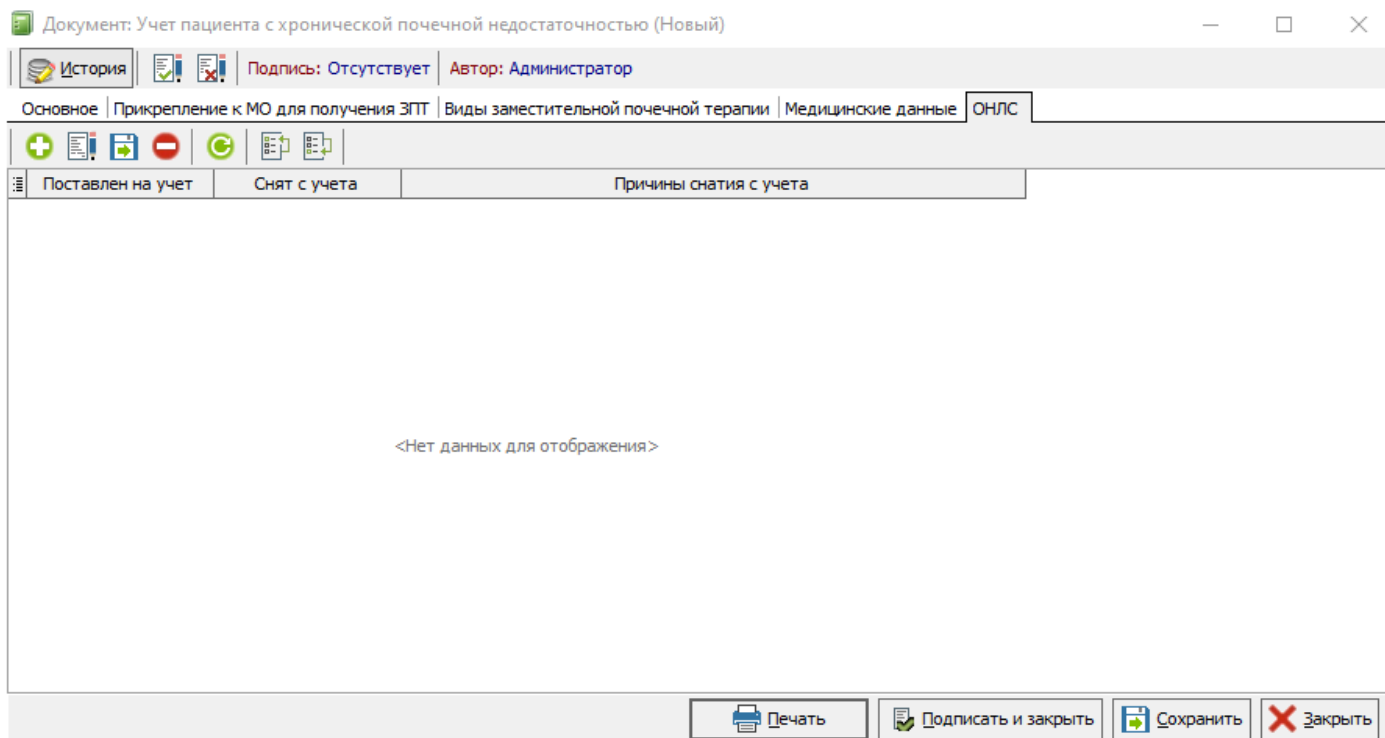 Документ: Учет пациента с хронической почечной недостаточностью (Новый)
История Подпись: Отсутствует Автор: Администратор
Основное Прикрепление к МО для получения ЗПТ Виды заместительной почечной терапии Медицинские данные ОНЛС
Поставлен на учет Снят с учета Причины снятия с учета
<Нет данных для отображения>
Печать Подписать и закрыть Сохранить Закрыть